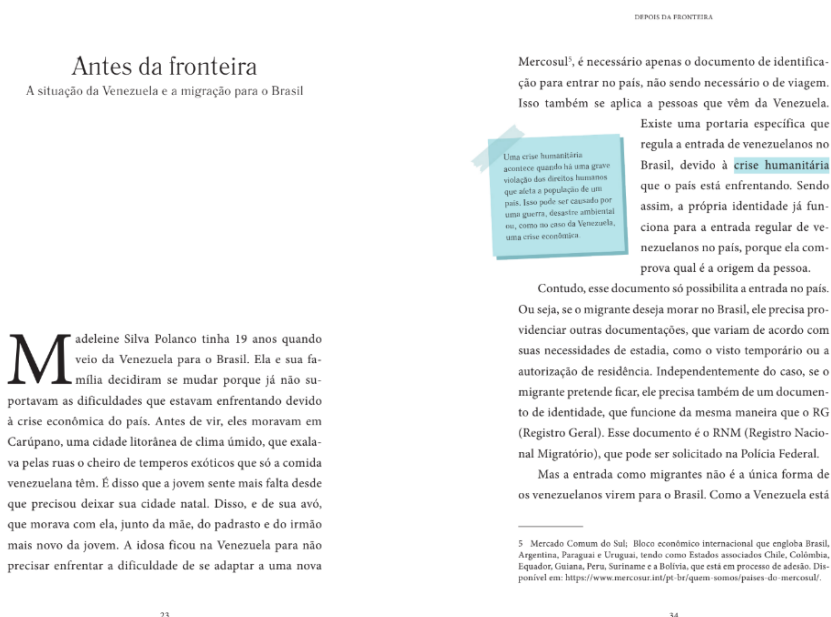 Antes da fronteira
A situação da Venezuela e a migração para o Brasil
Madeleine Silva Polanco tinha 19 anos quando
veio da Venezuela para o Brasil. Ela e sua fa-
mília decidiram se mudar porque já não su-
portavam as dificuldades que estavam enfrentando devido
à crise econômica do país. Antes de vir, eles moravam em
Carúpano, uma cidade litorânea de clima úmido, que exala-
va pelas ruas o cheiro de temperos exóticos que só a comida
venezuelana têm. É disso que a jovem sente mais falta desde
que precisou deixar sua cidade natal. Disso, e de sua avó,
que morava com ela, junto da mãe, do padrasto e do irmão
mais novo da jovem. A idosa ficou na Venezuela para não
precisar enfrentar a dificuldade de se adaptar a uma nova
23
DEPOIS DA FRONTEIRA
Mercosul⁵, é necessário apenas o documento de identifica-
ção para entrar no país, não sendo necessário o de viagem.
Isso também se aplica a pessoas que vêm da Venezuela.
Existe uma portaria específica que
regula a entrada de venezuelanos no
Brasil, devido à crise humanitária
que o país está enfrentando. Sendo
assim, a própria identidade já fun-
ciona para a entrada regular de ve-
nezuelanos no país, porque ela com-
prova qual é a origem da pessoa.
Uma crise humanitária
acontece quando há uma grave
violação dos direitos humanos
que afeta a população de um
país. Isso pode ser causado por
uma guerra, desastre ambiental
ou, como no caso da Venezuela,
uma crise econômica.
Contudo, esse documento só possibilita a entrada no país.
Ou seja, se o migrante deseja morar no Brasil, ele precisa pro-
videnciar outras documentações, que variam de acordo com
suas necessidades de estadia, como o visto temporário ou a
autorização de residência. Independentemente do caso, se o
migrante pretende ficar, ele precisa também de um documen-
to de identidade, que funcione da mesma maneira que o RG
(Registro Geral). Esse documento é o RNM (Registro Nacio-
nal Migratório), que pode ser solicitado na Polícia Federal.
Mas a entrada como migrantes não é a única forma de
os venezuelanos virem para o Brasil. Como a Venezuela está
5 Mercado Comum do Sul; Bloco econômico internacional que engloba Brasil,
Argentina, Paraguai e Uruguai, tendo como Estados associados Chile, Colômbia,
Equador, Guiana, Peru, Suriname e a Bolívia, que está em processo de adesão. Dis-
ponível em: https://www.mercosur.int/pt-br/quem-somos/paises-do-mercosul/.
34